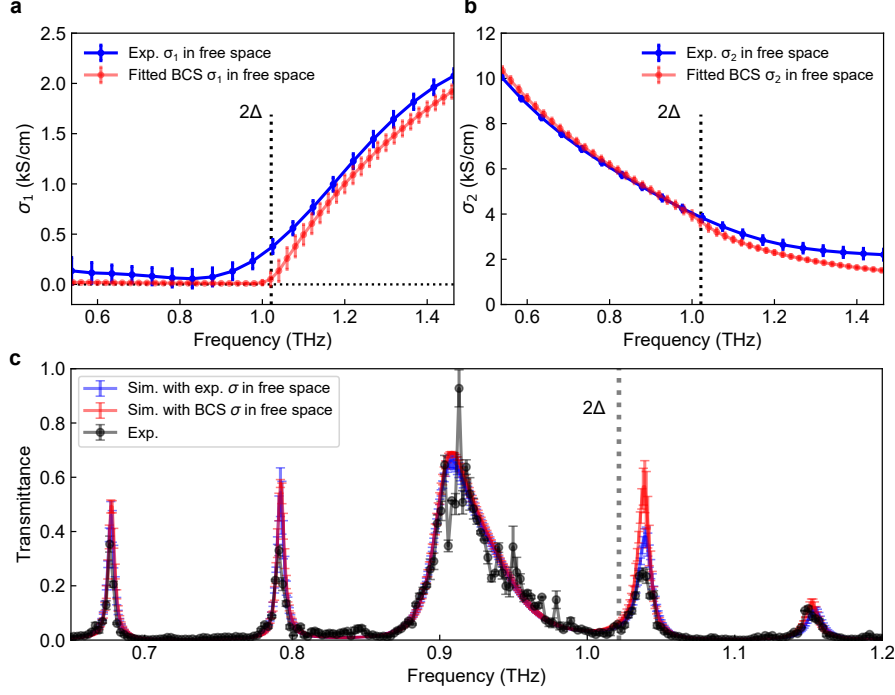 a
b
2.5
2.0
1.5
1.0
0.5
0.0
σ1 (kS/cm)
Exp. σ1 in free space
Fitted BCS σ1 in free space
2Δ
0.6 0.8 1.0 1.2 1.4
Frequency (THz)
12
10
8
6
4
2
0
σ2 (kS/cm)
Exp. σ2 in free space
Fitted BCS σ2 in free space
2Δ
0.6 0.8 1.0 1.2 1.4
Frequency (THz)
c
1.0
0.8
0.6
0.4
0.2
0.0
Transmittance
Sim. with exp. σ in free space
Sim. with BCS σ in free space
Exp.
2Δ
0.7 0.8 0.9 1.0 1.1 1.2
Frequency (THz)